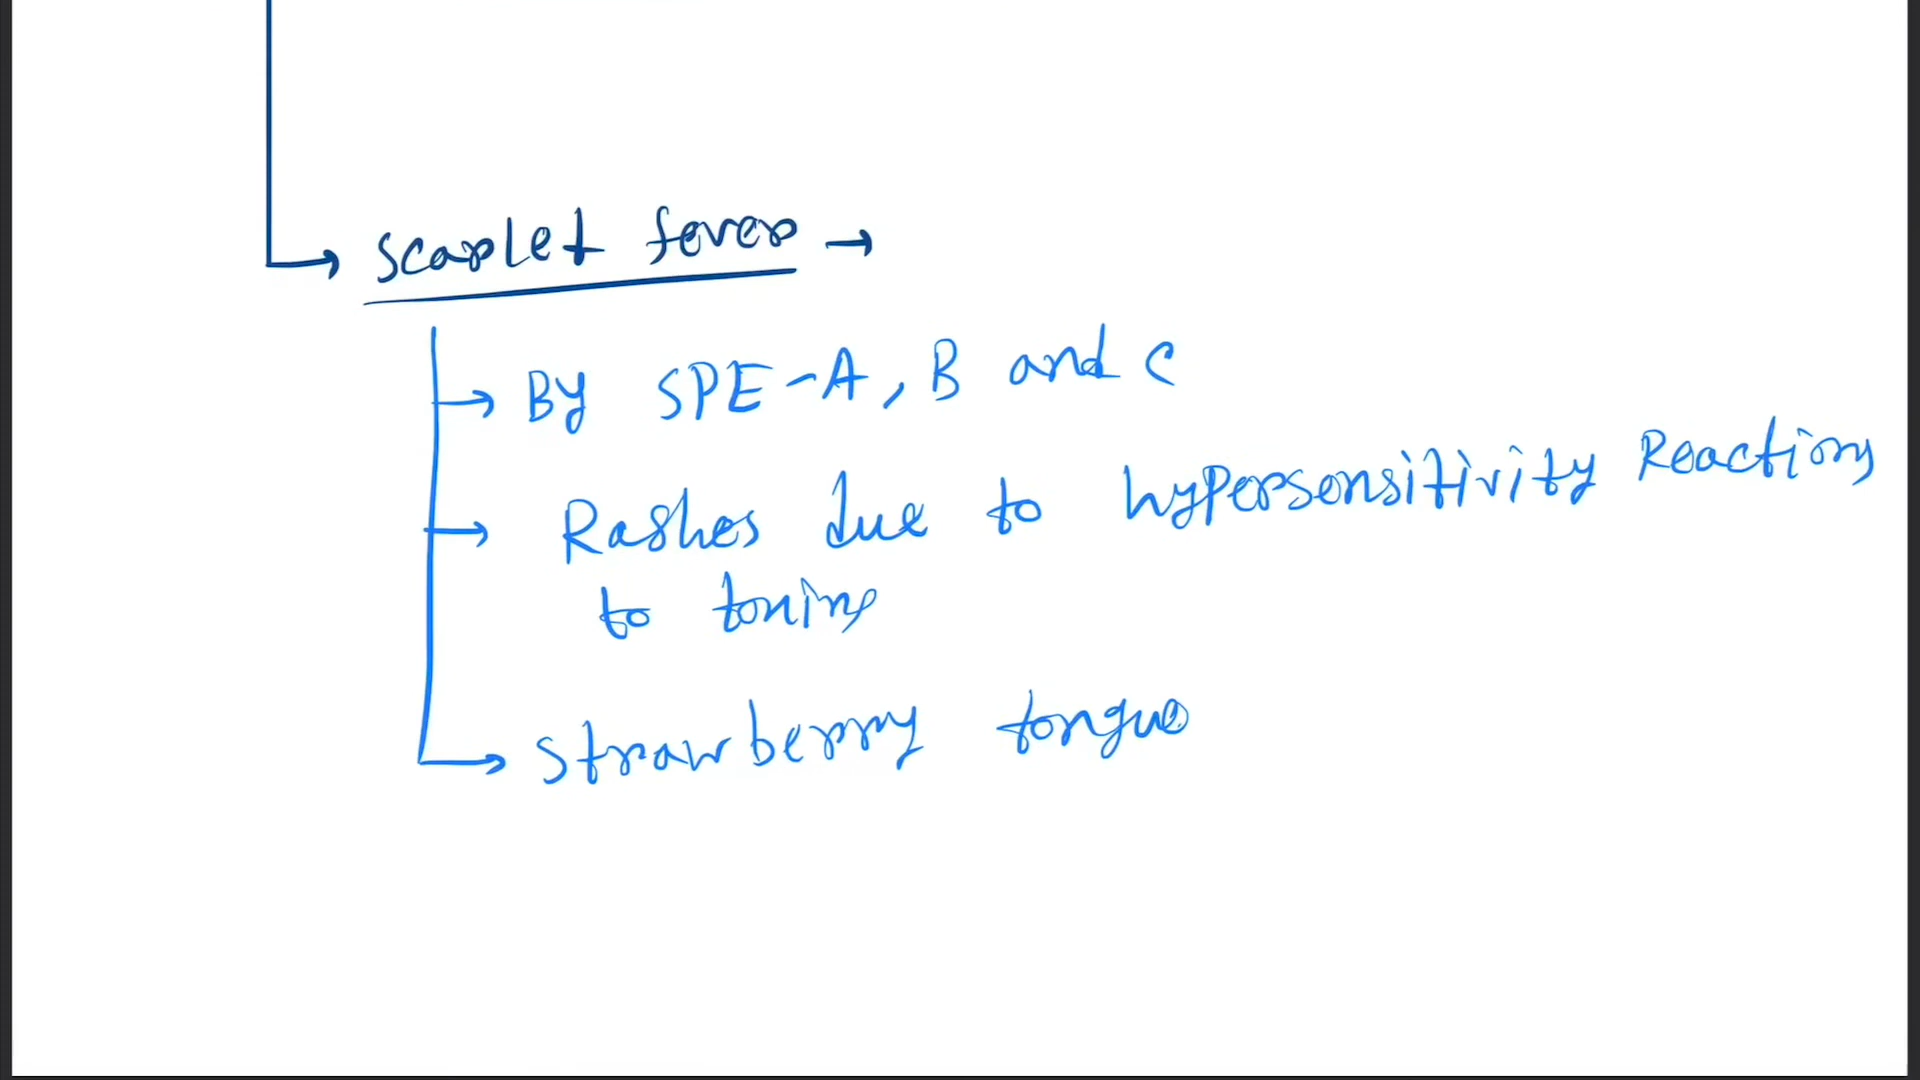 Scarlet fever →
→ By SPE-A, B and C
→ Rashes due to hypersensitivity Reactions
to toxins
→ Strawberry tongue